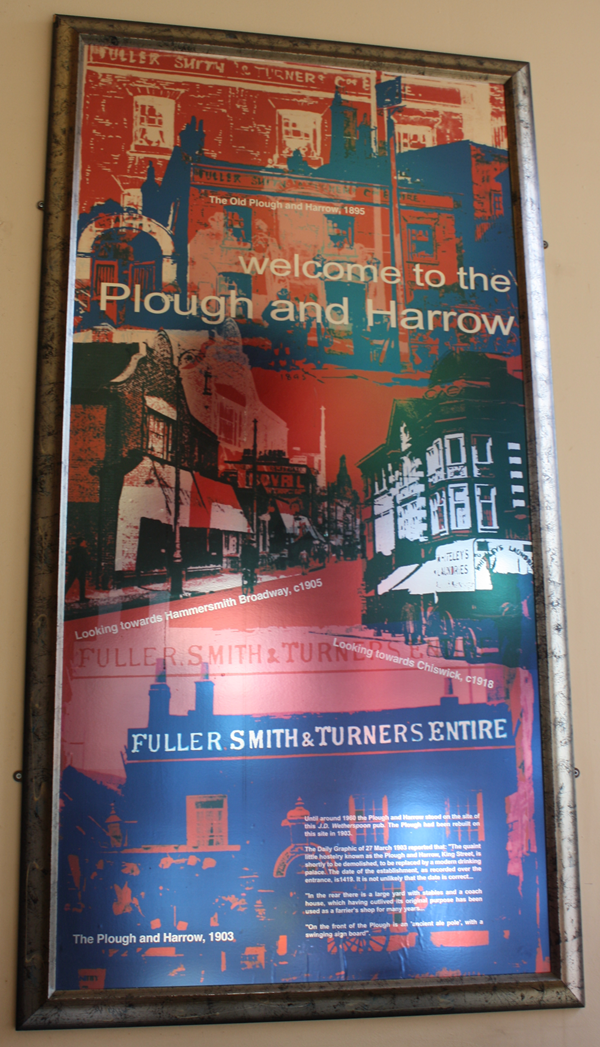 FULLER SMITH & TURNERS
The Old Plough and Harrow, 1895
welcome to the
Plough and Harrow
BOVRIL
WHITELEY'S
LAUNDRIES
Looking towards Hammersmith Broadway, c1905
Looking towards Chiswick, c1918
FULLER, SMITH & TURNERS
FULLER, SMITH & TURNERS ENTIRE
Until around 1960 the Plough and Harrow stood on the site of
this J.D. Wetherspoon pub. The Plough had been rebuilt on
this site in 1903.
The Daily Graphic of 27 March 1903 reported that: "The quaint
little hostelry known as the Plough and Harrow, King Street, is
shortly to be demolished, to be replaced by a modern drinking
palace. The date of the establishment, as recorded over the
entrance, is1419. It is not unlikely that the date is correct...
"In the rear there is a large yard with stables and a coach
house, which having outlived its original purpose has been
used as a farrier's shop for many years...
"On the front of the Plough is an 'ancient ale pole', with a
swinging sign board".
The Plough and Harrow, 1903